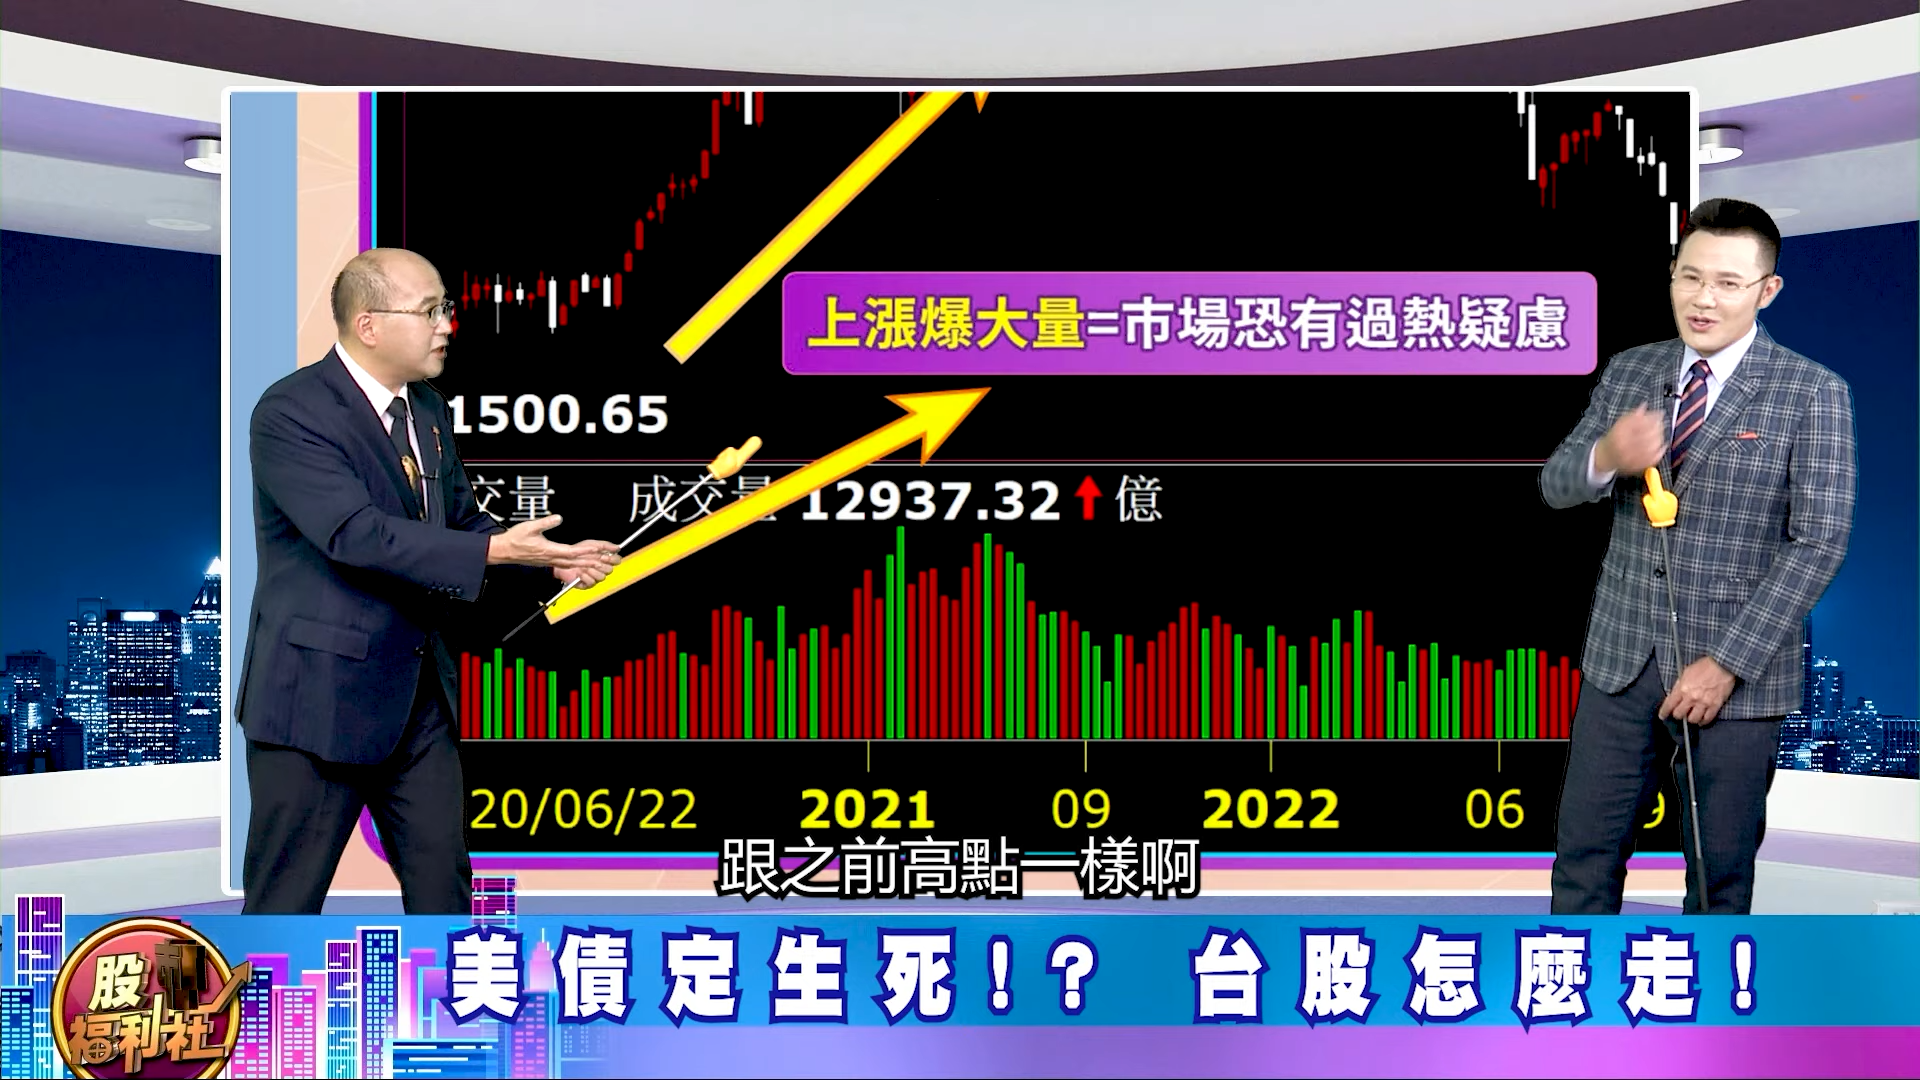 上漲爆大量=市場恐有過熱疑慮
1500.65
交量 成交量 12937.32 億
20/06/22 2021 09 2022 06 9
跟之前高點一樣啊
美債定生死!? 台股怎麼走!
股
福利社